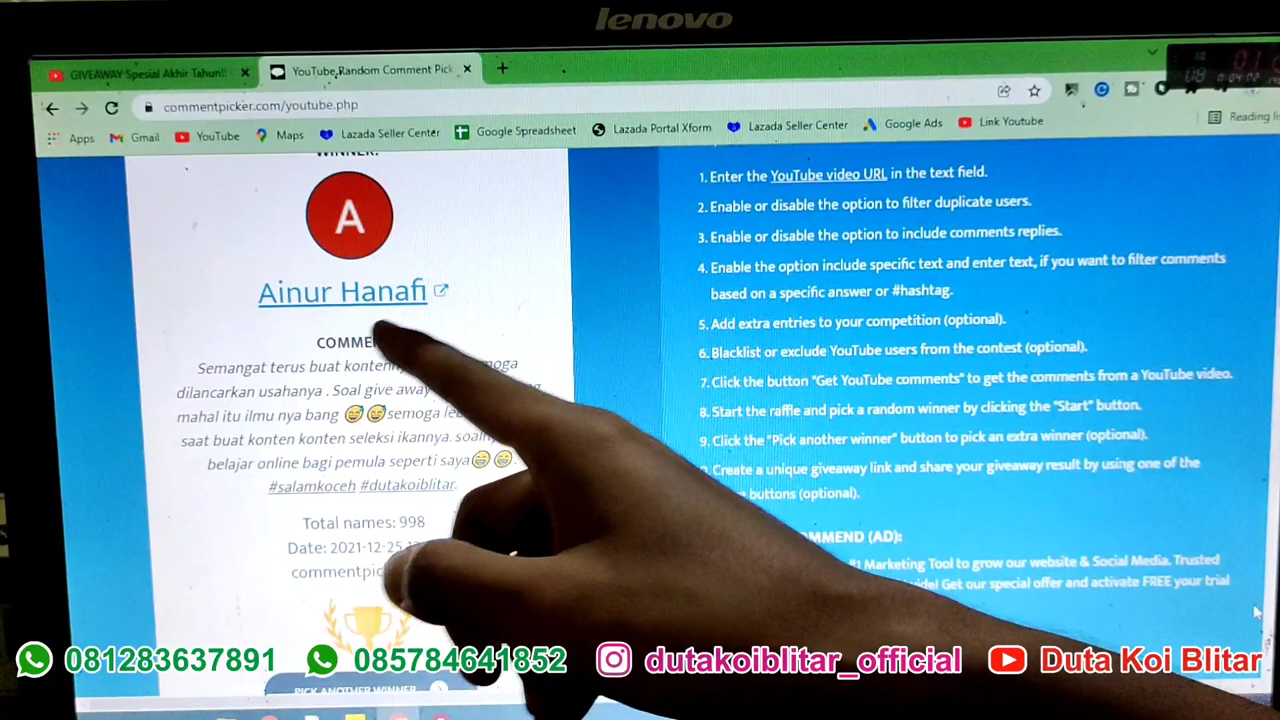 lenovo
GIVEAWAY Spesial Akhir Tahun!
YouTube Random Comment Pick
commentpicker.com/youtube.php
Apps Gmail YouTube Maps Lazada Seller Center Google Spreadsheet Lazada Portal Xform Lazada Seller Center Google Ads Link Youtube Reading
WINNER:
A
Ainur Hanafi
Semangat terus buat
dilancarkan usahanya . Soal give away
mahal itu ilmu nya bang 😅😅semoga
saat buat konten konten seleksi ikannya.
belajar online bagi pemula seperti saya😄😄.
#salamkoceh #dutakoiblitar.
Total names: 998
Date: 2021-12-25
PICK ANOTHER WINNER
1. Enter the YouTube video URL in the text field.
2. Enable or disable the option to filter duplicate users.
3. Enable or disable the option to include comments replies.
4. Enable the option include specific text and enter text, if you want to filter comments
based on a specific answer or #hashtag.
5. Add extra entries to your competition (optional).
6. Blacklist or exclude YouTube users from the contest (optional).
7. Click the button "Get YouTube comments" to get the comments from a YouTube video.
8. Start the raffle and pick a random winner by clicking the "Start" button.
9. Click the "Pick another winner" button to pick an extra winner (optional).
Create a unique giveaway link and share your giveaway result by using one of the
buttons (optional).
(AD):
#1 Marketing Tool to grow our website & Social Media. Trusted
Get our special offer and activate FREE your trial
081283637891 085784641852 dutakoiblitar_official Duta Koi Blitar